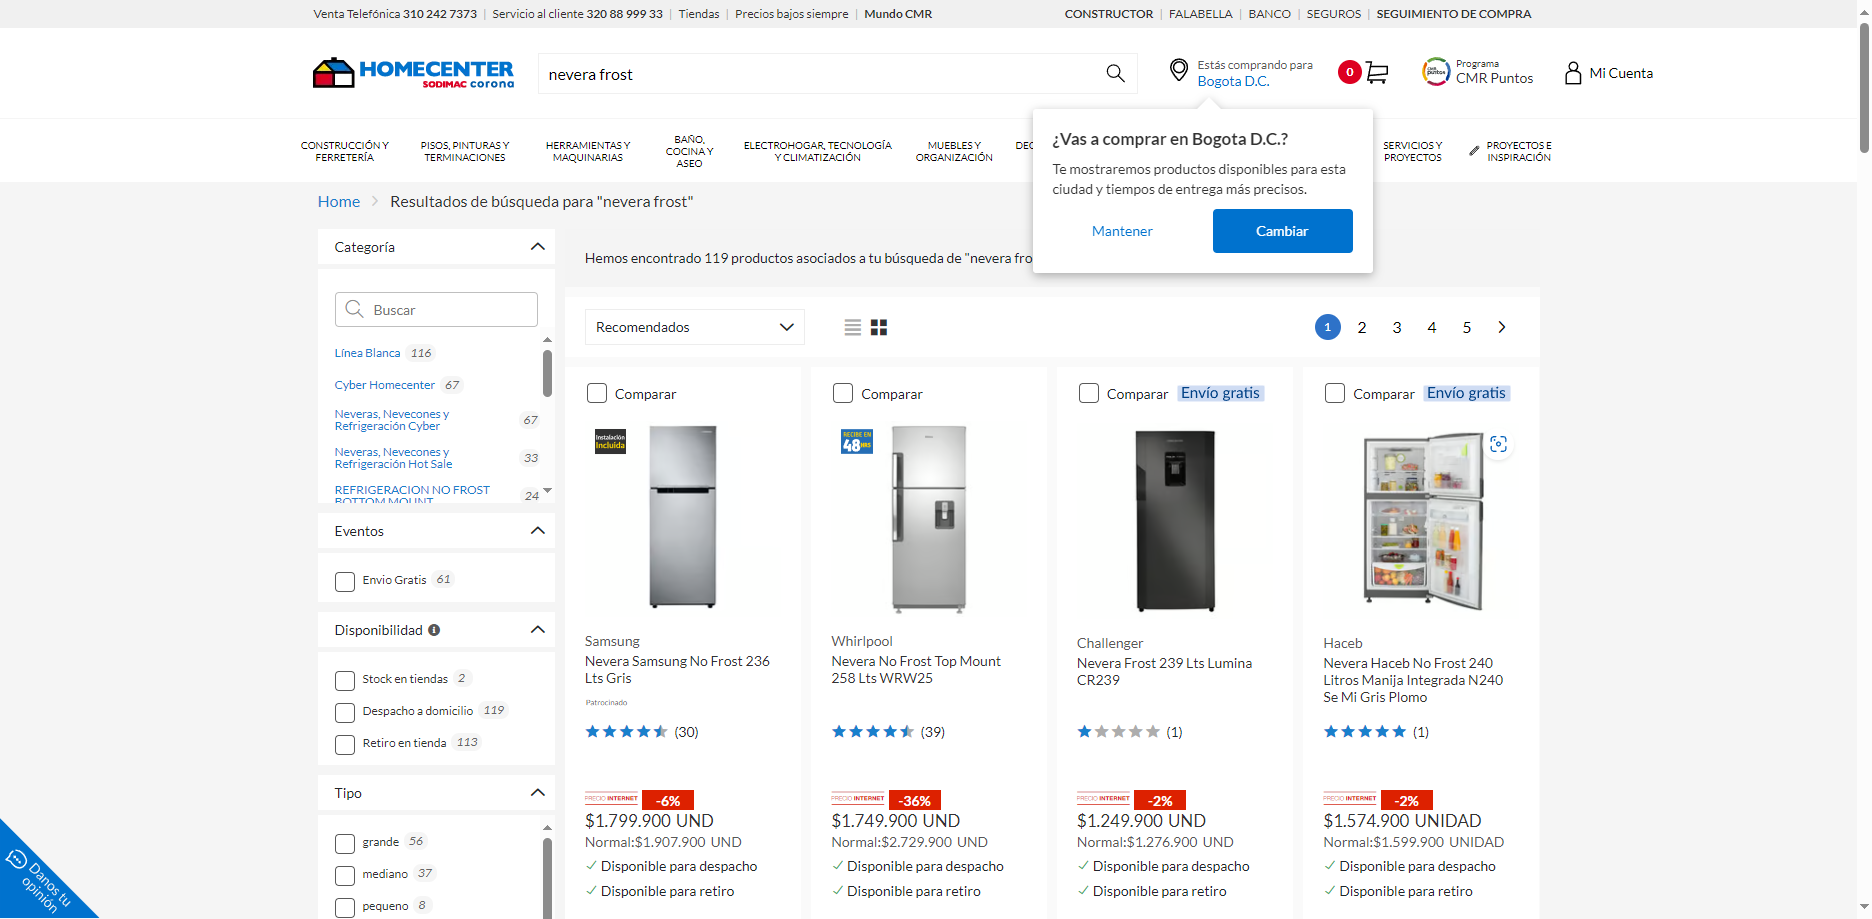 Venta Telefónica 310 242 7373 | Servicio al cliente 320 88 999 33 | Tiendas | Precios bajos siempre | Mundo CMR
CONSTRUCTOR | FALABELLA | BANCO | SEGUROS | SEGUIMIENTO DE COMPRA
HOMECENTER
SODIMAC corona
nevera frost
Estás comprando para
Bogota D.C.
0
Programa
CMR Puntos
Mi Cuenta
CONSTRUCCIÓN Y
FERRETERÍA
PISOS, PINTURAS Y
TERMINACIONES
HERRAMIENTAS Y
MAQUINARIAS
BAÑO,
COCINA Y
ASEO
ELECTROHOGAR, TECNOLOGÍA
Y CLIMATIZACIÓN
MUEBLES Y
ORGANIZACIÓN
SERVICIOS Y
PROYECTOS
PROYECTOS E
INSPIRACIÓN
¿Vas a comprar en Bogota D.C.?
Te mostraremos productos disponibles para esta
ciudad y tiempos de entrega más precisos.
Mantener
Cambiar
Home > Resultados de búsqueda para "nevera frost"
Categoría
Buscar
Línea Blanca 116
Cyber Homecenter 67
Neveras, Nevecones y
Refrigeración Cyber 67
Neveras, Nevecones y
Refrigeración Hot Sale 33
REFRIGERACION NO FROST
BOTTOM MOUNT 24
Eventos
Envio Gratis 61
Disponibilidad
Stock en tiendas 2
Despacho a domicilio 119
Retiro en tienda 113
Tipo
grande 56
mediano 37
pequeno 8
Danos tu
opinión
Hemos encontrado 119 productos asociados a tu búsqueda de "nevera fro
Recomendados
1 2 3 4 5
Comparar
Instalación
Incluida
Samsung
Nevera Samsung No Frost 236
Lts Gris
Patrocinado
(30)
PRECIO INTERNET -6%
$1.799.900 UND
Normal:$1.907.900 UND
Disponible para despacho
Disponible para retiro
Comparar
RECIBE EN
48HRS
Whirlpool
Nevera No Frost Top Mount
258 Lts WRW25
(39)
PRECIO INTERNET -36%
$1.749.900 UND
Normal:$2.729.900 UND
Disponible para despacho
Disponible para retiro
Comparar Envío gratis
Challenger
Nevera Frost 239 Lts Lumina
CR239
(1)
PRECIO INTERNET -2%
$1.249.900 UND
Normal:$1.276.900 UND
Disponible para despacho
Disponible para retiro
Comparar Envío gratis
Haceb
Nevera Haceb No Frost 240
Litros Manija Integrada N240
Se Mi Gris Plomo
(1)
PRECIO INTERNET -2%
$1.574.900 UNIDAD
Normal:$1.599.900 UNIDAD
Disponible para despacho
Disponible para retiro